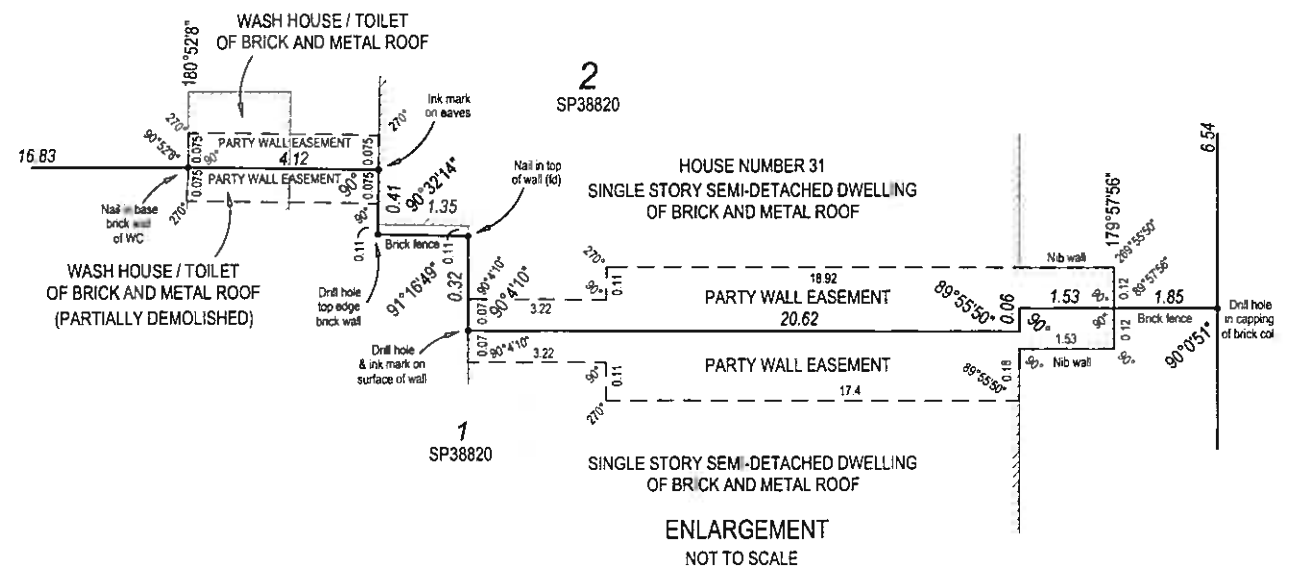 WASH HOUSE / TOILET
OF BRICK AND METAL ROOF
180°52'8"
2
SP38820
Ink mark
on eaves
270°
270°
90°52'8"
0.075
90°
PARTY WALL EASEMENT
0.075
16.83
4.12
0.075
PARTY WALL EASEMENT
0.075
90°
270°
Nail in base
brick wall
of WC
0.41
90°32'14"
1.35
90°
0.11
Brick fence
0.11
Nail in top
of wall (fd)
HOUSE NUMBER 31
SINGLE STORY SEMI-DETACHED DWELLING
OF BRICK AND METAL ROOF
6.54
179°57'56"
269°55'50"
WASH HOUSE / TOILET
OF BRICK AND METAL ROOF
(PARTIALLY DEMOLISHED)
Drill hole
top edge
brick wall
91°16'49"
0.32
90°4'10"
90°4'10"
0.07
3.22
270°
90°
0.11
18.92
PARTY WALL EASEMENT
20.62
89°55'50"
0.06
90°
Nib wall
1.53
90°
0.12
89°57'56"
1.85
Brick fence
90°0'51"
Drill hole
in capping
of brick col
Drill hole
& ink mark on
surface of wall
0.07
90°4'10"
3.22
90°
0.11
270°
PARTY WALL EASEMENT
17.4
89°55'50"
0.18
1.53
90°
0.12
90°
Nib wall
90°
1
SP38820
SINGLE STORY SEMI-DETACHED DWELLING
OF BRICK AND METAL ROOF
ENLARGEMENT
NOT TO SCALE